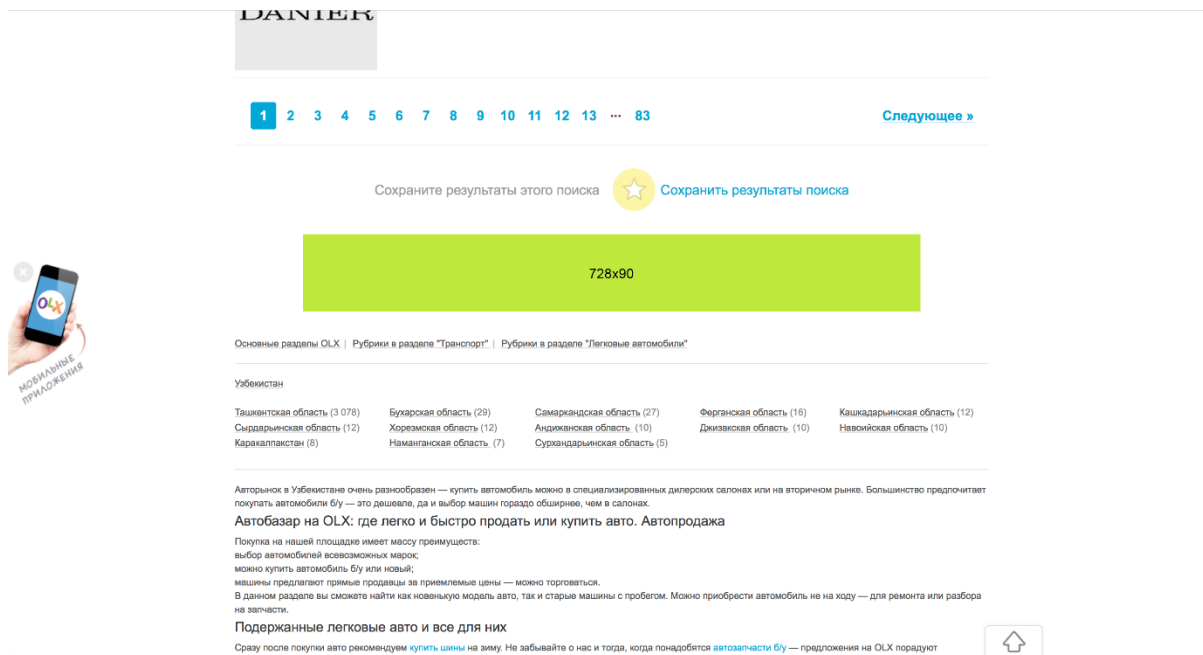 DANIER
1 2 3 4 5 6 7 8 9 10 11 12 13 ... 83 Следующее »
Сохраните результаты этого поиска Сохранить результаты поиска
728x90
OLX
МОБИЛЬНЫЕ
ПРИЛОЖЕНИЯ
Основные разделы OLX | Рубрики в разделе "Транспорт" | Рубрики в разделе "Легковые автомобили"
Узбекистан
Ташкентская область (3 078) Бухарская область (29) Самаркандская область (27) Ферганская область (16) Кашкадарьинская область (12)
Сырдарьинская область (12) Хорезмская область (12) Андижанская область (10) Джизакская область (10) Навоийская область (10)
Каракалпакстан (8) Наманганская область (7) Сурхандарьинская область (5)
Авторынок в Узбекистане очень разнообразен — купить автомобиль можно в специализированных дилерских салонах или на вторичном рынке. Большинство предпочитает
покупать автомобили б/у — это дешевле, да и выбор машин гораздо обширнее, чем в салонах.
Автобазар на OLX: где легко и быстро продать или купить авто. Автопродажа
Покупка на нашей площадке имеет массу преимуществ:
выбор автомобилей всевозможных марок;
можно купить автомобиль б/у или новый;
машины предлагают прямые продавцы за приемлемые цены — можно торговаться.
В данном разделе вы сможете найти как новенькую модель авто, так и старые машины с пробегом. Можно приобрести автомобиль не на ходу — для ремонта или разбора
на запчасти.
Подержанные легковые авто и все для них
Сразу после покупки авто рекомендуем купить шины на зиму. Не забывайте о нас и тогда, когда понадобятся автозапчасти б/у — предложения на OLX порадуют